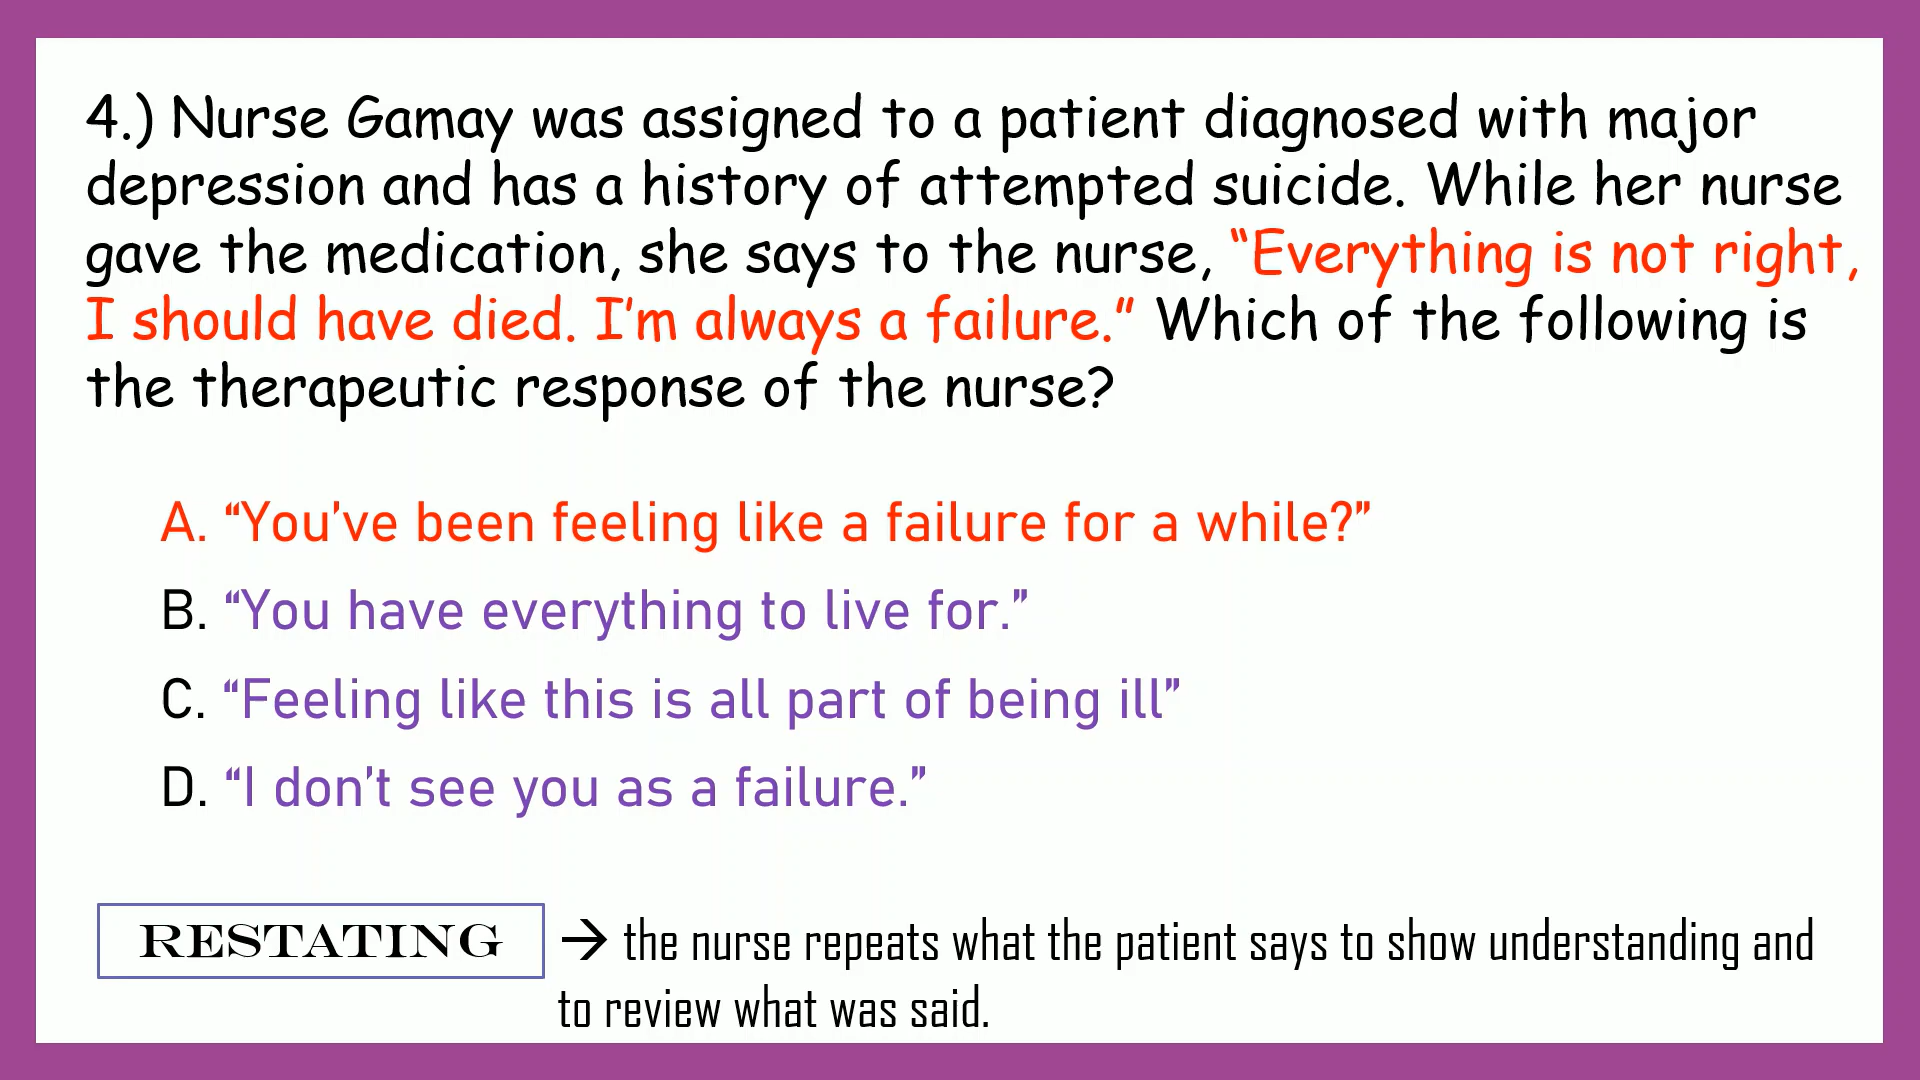 4.) Nurse Gamay was assigned to a patient diagnosed with major
depression and has a history of attempted suicide. While her nurse
gave the medication, she says to the nurse, “Everything is not right,
I should have died. I’m always a failure.” Which of the following is
the therapeutic response of the nurse?
A. “You’ve been feeling like a failure for a while?”
B. “You have everything to live for.”
C. “Feeling like this is all part of being ill”
D. “I don’t see you as a failure.”
RESTATING → the nurse repeats what the patient says to show understanding and
to review what was said.